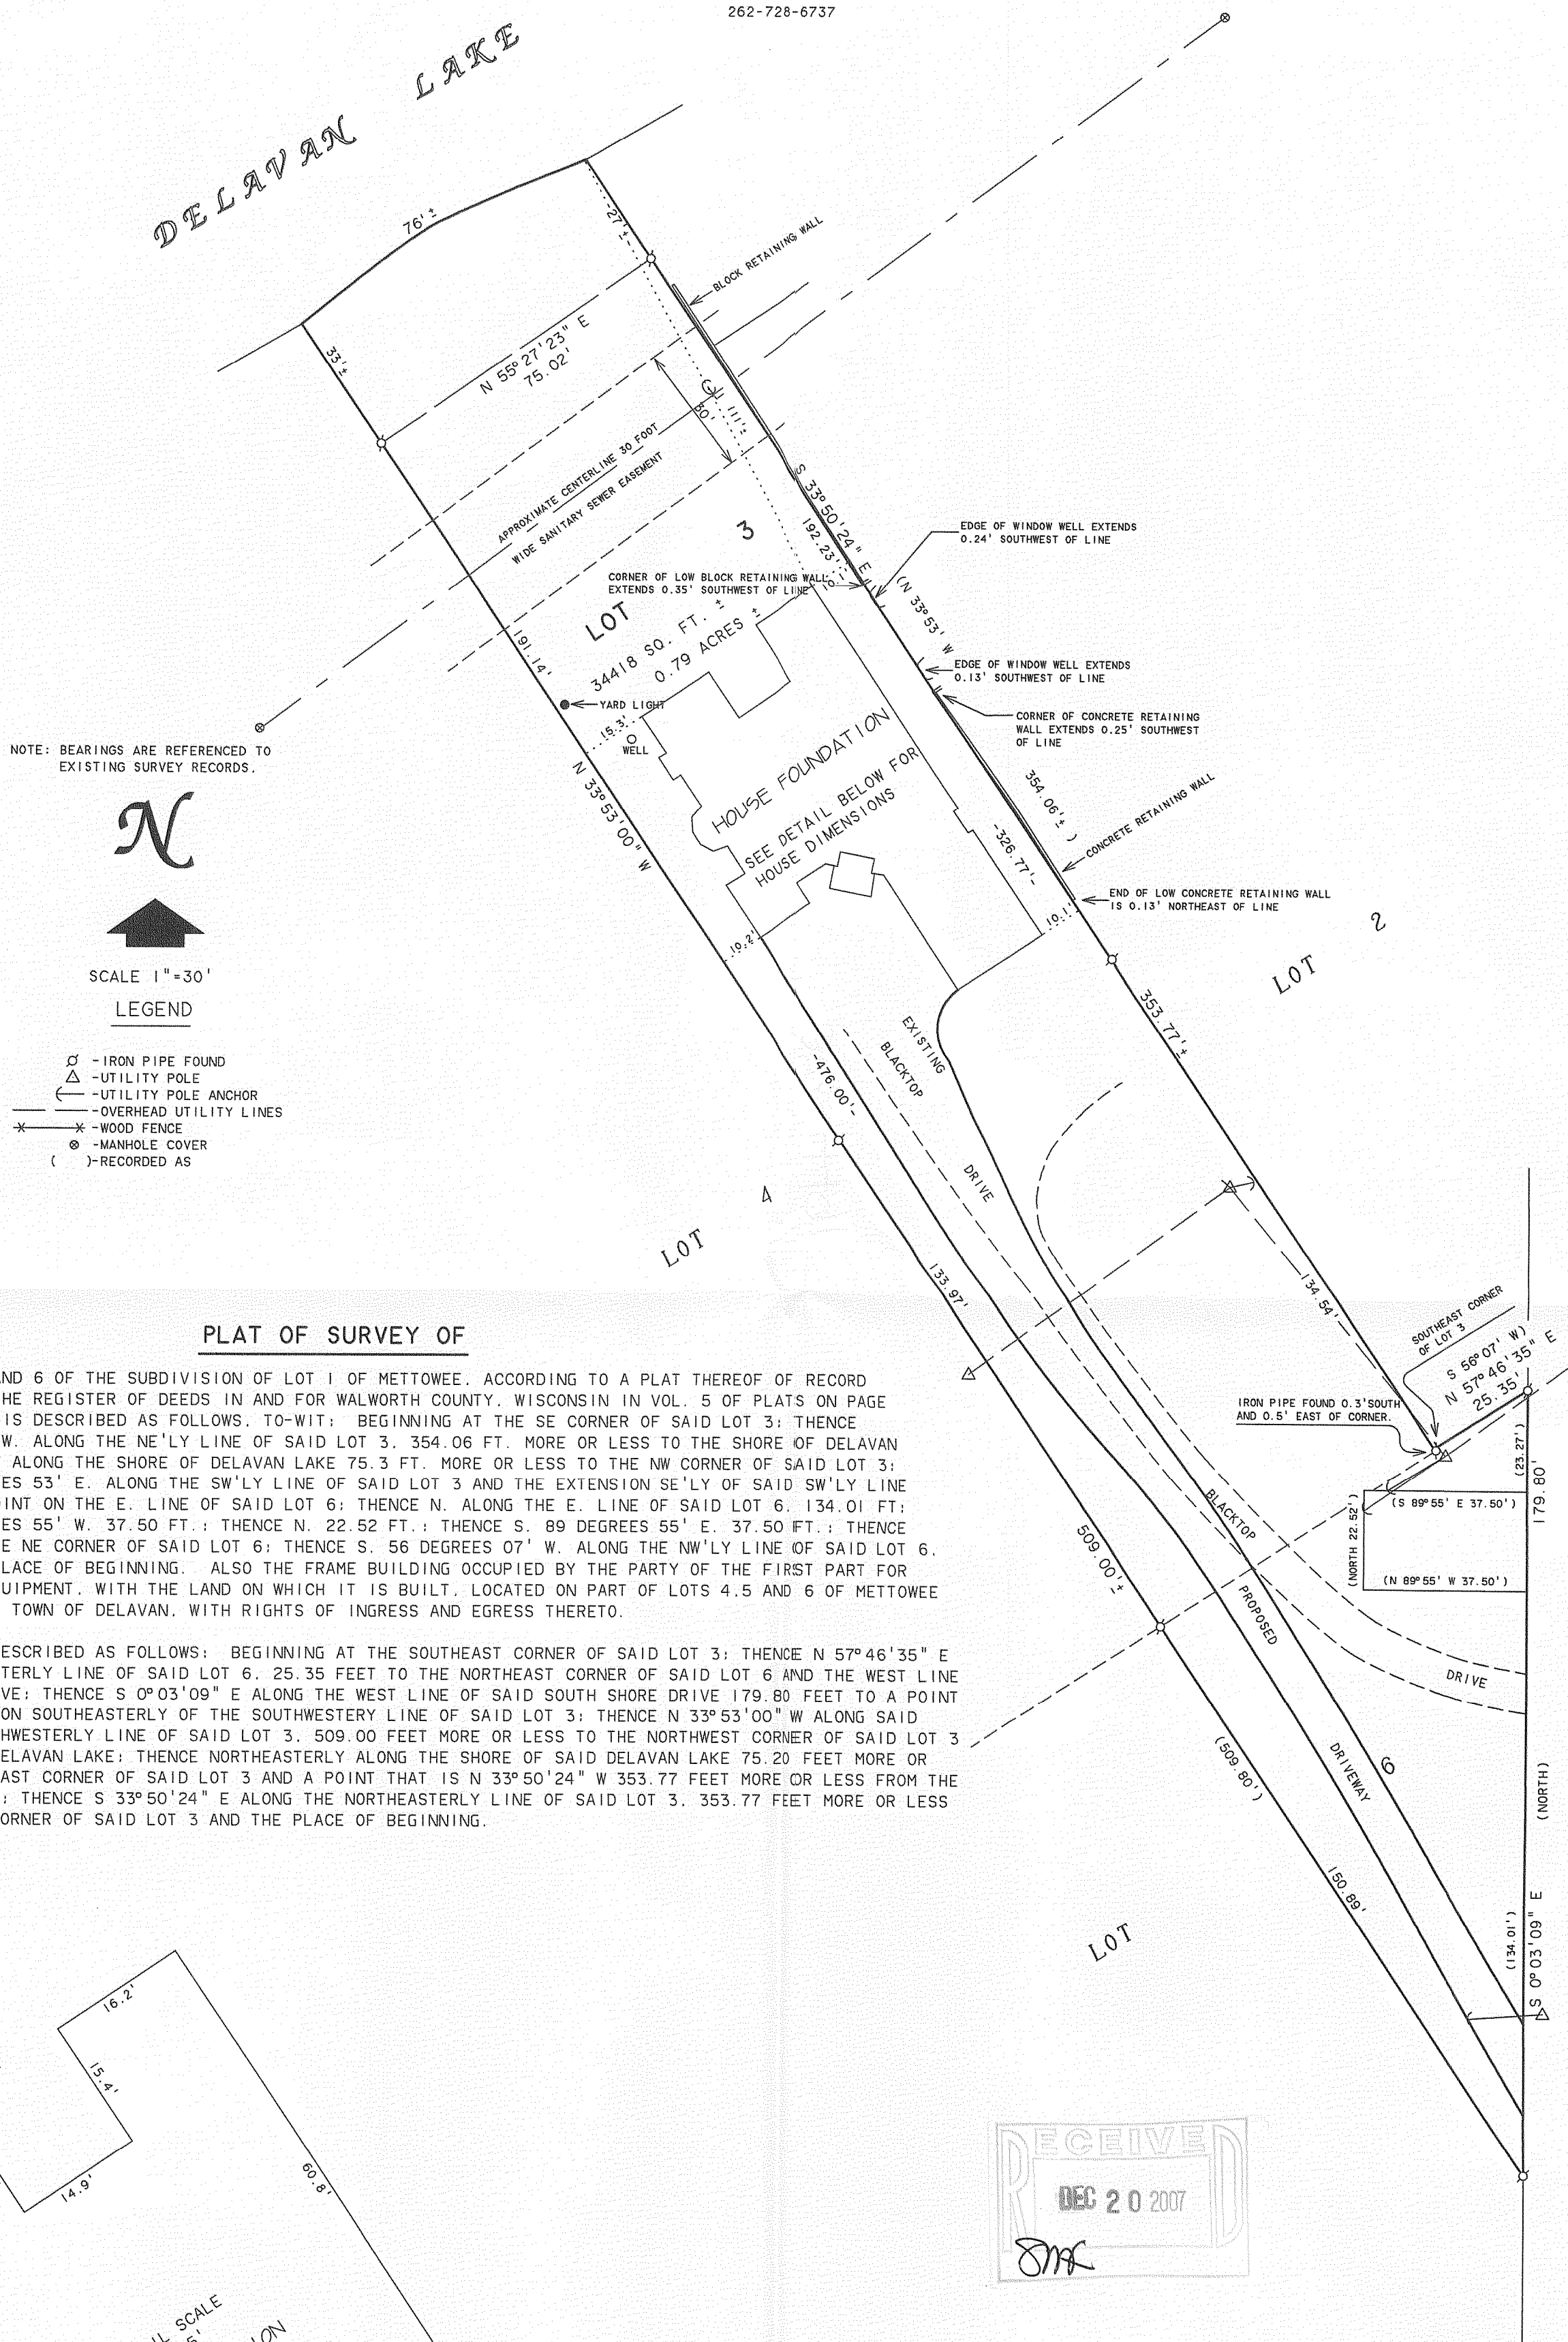 262-728-6737
DELAVAN LAKE
76'±
27'±
33'±
BLOCK RETAINING WALL
N 55°27'23" E
75.02'
30'
111'±
APPROXIMATE CENTERLINE 30 FOOT
WIDE SANITARY SEWER EASEMENT
S 33°50'24" E
192.23'
3
LOT
EDGE OF WINDOW WELL EXTENDS
0.24' SOUTHWEST OF LINE
CORNER OF LOW BLOCK RETAINING WALL
EXTENDS 0.35' SOUTHWEST OF LINE
10.1'
(N 33°53' W
354.06'± )
34418 SQ. FT. ±
0.79 ACRES ±
191.14'
EDGE OF WINDOW WELL EXTENDS
0.13' SOUTHWEST OF LINE
YARD LIGHT
15.3'
WELL
CORNER OF CONCRETE RETAINING
WALL EXTENDS 0.25' SOUTHWEST
OF LINE
NOTE: BEARINGS ARE REFERENCED TO
EXISTING SURVEY RECORDS.
N
SCALE 1"=30'
LEGEND
-IRON PIPE FOUND
-UTILITY POLE
-UTILITY POLE ANCHOR
-OVERHEAD UTILITY LINES
-WOOD FENCE
-MANHOLE COVER
( )-RECORDED AS
HOUSE FOUNDATION
SEE DETAIL BELOW FOR
HOUSE DIMENSIONS
N 33°53'00" W
-326.77'-
CONCRETE RETAINING WALL
END OF LOW CONCRETE RETAINING WALL
IS 0.13' NORTHEAST OF LINE
10.1'
10.2'
LOT 2
353.77'±
EXISTING
BLACKTOP
DRIVE
-476.00'-
LOT 4
133.97'
134.54'
SOUTHEAST CORNER
OF LOT 3
S 56°07' W)
N 57°46'35" E
25.35'
IRON PIPE FOUND 0.3'SOUTH
AND 0.5' EAST OF CORNER.
(23.27')
179.80'
(S 89°55' E 37.50')
(NORTH 22.52')
(N 89°55' W 37.50')
BLACKTOP
DRIVE
PROPOSED
DRIVEWAY
6
509.00'±
(509.80')
150.89'
(NORTH)
(134.01')
S 0°03'09" E
LOT
PLAT OF SURVEY OF
ND 6 OF THE SUBDIVISION OF LOT 1 OF METTOWEE, ACCORDING TO A PLAT THEREOF OF RECORD
HE REGISTER OF DEEDS IN AND FOR WALWORTH COUNTY, WISCONSIN IN VOL. 5 OF PLATS ON PAGE
IS DESCRIBED AS FOLLOWS, TO-WIT: BEGINNING AT THE SE CORNER OF SAID LOT 3; THENCE
W. ALONG THE NE'LY LINE OF SAID LOT 3, 354.06 FT. MORE OR LESS TO THE SHORE OF DELAVAN
ALONG THE SHORE OF DELAVAN LAKE 75.3 FT. MORE OR LESS TO THE NW CORNER OF SAID LOT 3;
ES 53' E. ALONG THE SW'LY LINE OF SAID LOT 3 AND THE EXTENSION SE'LY OF SAID SW'LY LINE
INT ON THE E. LINE OF SAID LOT 6; THENCE N. ALONG THE E. LINE OF SAID LOT 6, 134.01 FT;
ES 55' W. 37.50 FT.; THENCE N. 22.52 FT.; THENCE S. 89 DEGREES 55' E. 37.50 FT.; THENCE
E NE CORNER OF SAID LOT 6; THENCE S. 56 DEGREES 07' W. ALONG THE NW'LY LINE OF SAID LOT 6,
LACE OF BEGINNING. ALSO THE FRAME BUILDING OCCUPIED BY THE PARTY OF THE FIRST PART FOR
UIPMENT, WITH THE LAND ON WHICH IT IS BUILT, LOCATED ON PART OF LOTS 4,5 AND 6 OF METTOWEE
TOWN OF DELAVAN, WITH RIGHTS OF INGRESS AND EGRESS THERETO.
ESCRIBED AS FOLLOWS: BEGINNING AT THE SOUTHEAST CORNER OF SAID LOT 3; THENCE N 57°46'35" E
TERLY LINE OF SAID LOT 6, 25.35 FEET TO THE NORTHEAST CORNER OF SAID LOT 6 AND THE WEST LINE
VE; THENCE S 0°03'09" E ALONG THE WEST LINE OF SAID SOUTH SHORE DRIVE 179.80 FEET TO A POINT
ON SOUTHEASTERLY OF THE SOUTHWESTERY LINE OF SAID LOT 3; THENCE N 33°53'00" W ALONG SAID
HWESTERLY LINE OF SAID LOT 3, 509.00 FEET MORE OR LESS TO THE NORTHWEST CORNER OF SAID LOT 3
ELAVAN LAKE; THENCE NORTHEASTERLY ALONG THE SHORE OF SAID DELAVAN LAKE 75.20 FEET MORE OR
AST CORNER OF SAID LOT 3 AND A POINT THAT IS N 33°50'24" W 353.77 FEET MORE OR LESS FROM THE
; THENCE S 33°50'24" E ALONG THE NORTHEASTERLY LINE OF SAID LOT 3, 353.77 FEET MORE OR LESS
ORNER OF SAID LOT 3 AND THE PLACE OF BEGINNING.
16.2'
15.4'
14.9'
60.8'
SCALE
RECEIVED
DEC 20 2007